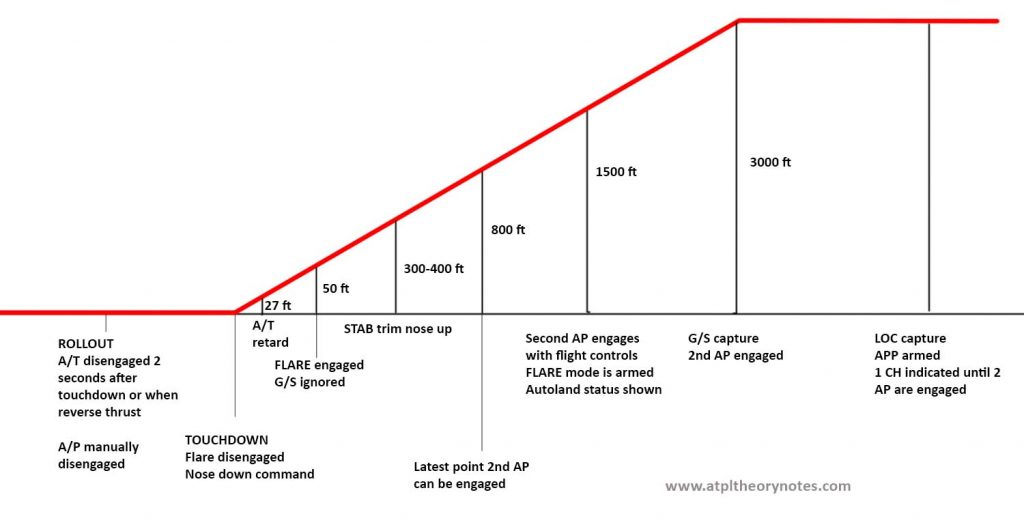 3000 ft
1500 ft
800 ft
300-400 ft
50 ft
27 ft
ROLLOUT
A/T disengaged 2
seconds after
touchdown or when
reverse thrust
A/P manually
disengaged
TOUCHDOWN
Flare disengaged
Nose down command
A/T
retard
FLARE engaged
G/S ignored
STAB trim nose up
Latest point 2nd AP
can be engaged
Second AP engages
with flight controls
FLARE mode is armed
Autoland status shown
G/S capture
2nd AP engaged
LOC capture
APP armed
1 CH indicated until 2
AP are engaged
www.atpltheorynotes.com